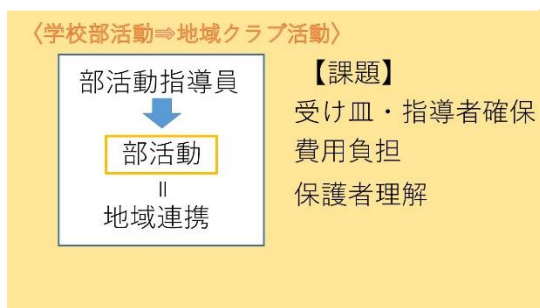 〈学校部活動⇒地域クラブ活動〉
部活動指導員
部活動
＝
地域連携
【課題】
受け皿・指導者確保
費用負担
保護者理解